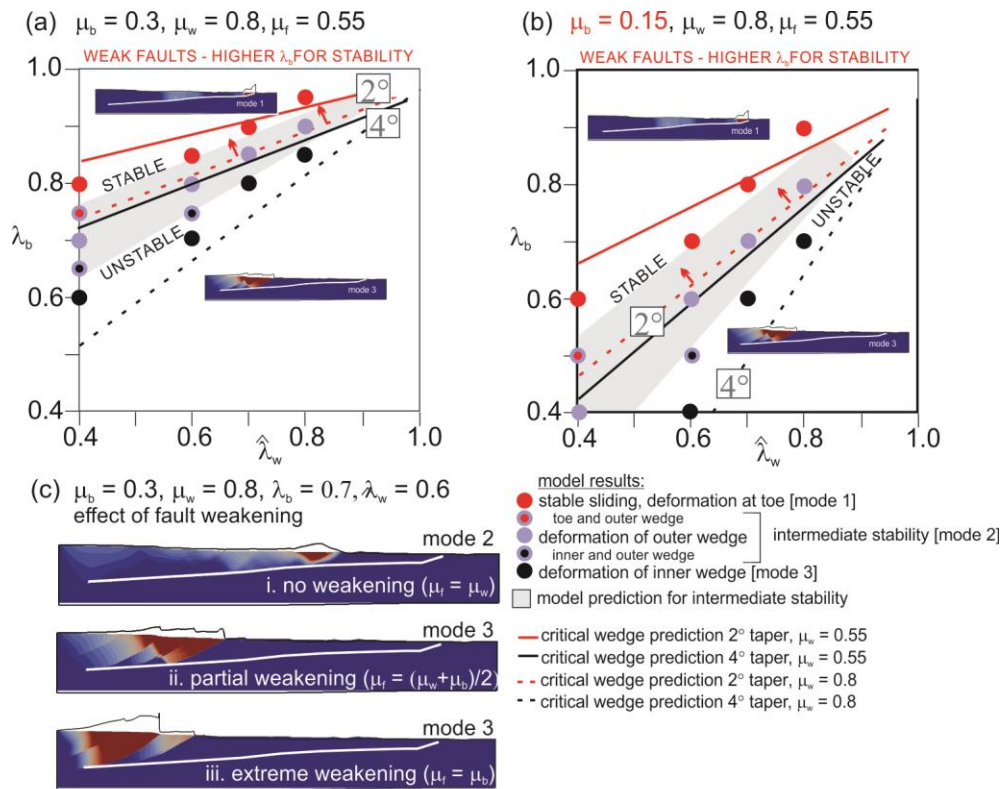 (a) μb = 0.3, μw = 0.8, μf = 0.55
WEAK FAULTS - HIGHER λb FOR STABILITY
1.0
0.8
λb
0.6
0.4
0.4
0.6
0.8
1.0
λ̂w
mode 1
2°
4°
STABLE
UNSTABLE
mode 3
(b) μb = 0.15, μw = 0.8, μf = 0.55
WEAK FAULTS - HIGHER λb FOR STABILITY
1.0
0.8
λb
0.6
0.4
0.4
0.6
0.8
1.0
λ̂w
mode 1
STABLE
UNSTABLE
2°
4°
mode 3
(c) μb = 0.3, μw = 0.8, λb = 0.7, λ̂w = 0.6
effect of fault weakening
mode 2
i. no weakening (μf = μw)
mode 3
ii. partial weakening (μf = (μw+μb)/2)
mode 3
iii. extreme weakening (μf = μb)
model results:
stable sliding, deformation at toe [mode 1]
toe and outer wedge
deformation of outer wedge
inner and outer wedge
intermediate stability [mode 2]
deformation of inner wedge [mode 3]
model prediction for intermediate stability
critical wedge prediction 2° taper, μw = 0.55
critical wedge prediction 4° taper, μw = 0.55
critical wedge prediction 2° taper, μw = 0.8
critical wedge prediction 4° taper, μw = 0.8